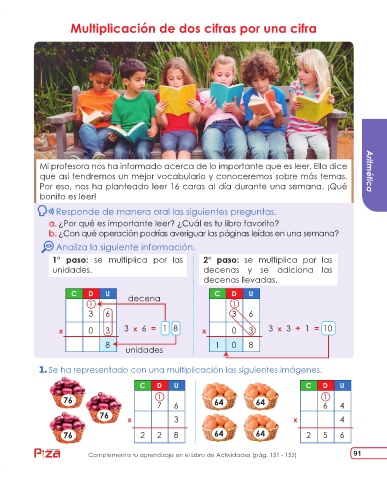 Multiplicación de dos cifras por una cifra
Mi profesora nos ha informado acerca de lo importante que es leer. Ella dice
que así tendremos un mejor vocabulario y conoceremos sobre más temas.
Por eso, nos ha planteado leer 16 caras al día durante una semana. ¡Qué
bonito es leer!
Aritmética
Responde de manera oral las siguientes preguntas.
a. ¿Por qué es importante leer? ¿Cuál es tu libro favorito?
b. ¿Con qué operación podrías averiguar las páginas leídas en una semana?
Analiza la siguiente información.
1° paso: se multiplica por las
unidades.
C D U
1
decena
3 6
x 0 3
3 x 6 = 1 8
8
unidades
2° paso: se multiplica por las
decenas y se adiciona las
decenas llevadas.
C D U
1
3 6
x 0 3
3 x 3 + 1 = 10
1 0 8
1. Se ha representado con una multiplicación las siguientes imágenes.
76
76
76
C D U
1
7 6
x 3
2 2 8
64 64
64 64
C D U
1
6 4
x 4
2 5 6
Complementa tu aprendizaje en el Libro de Actividades (pág. 151 - 152)
91